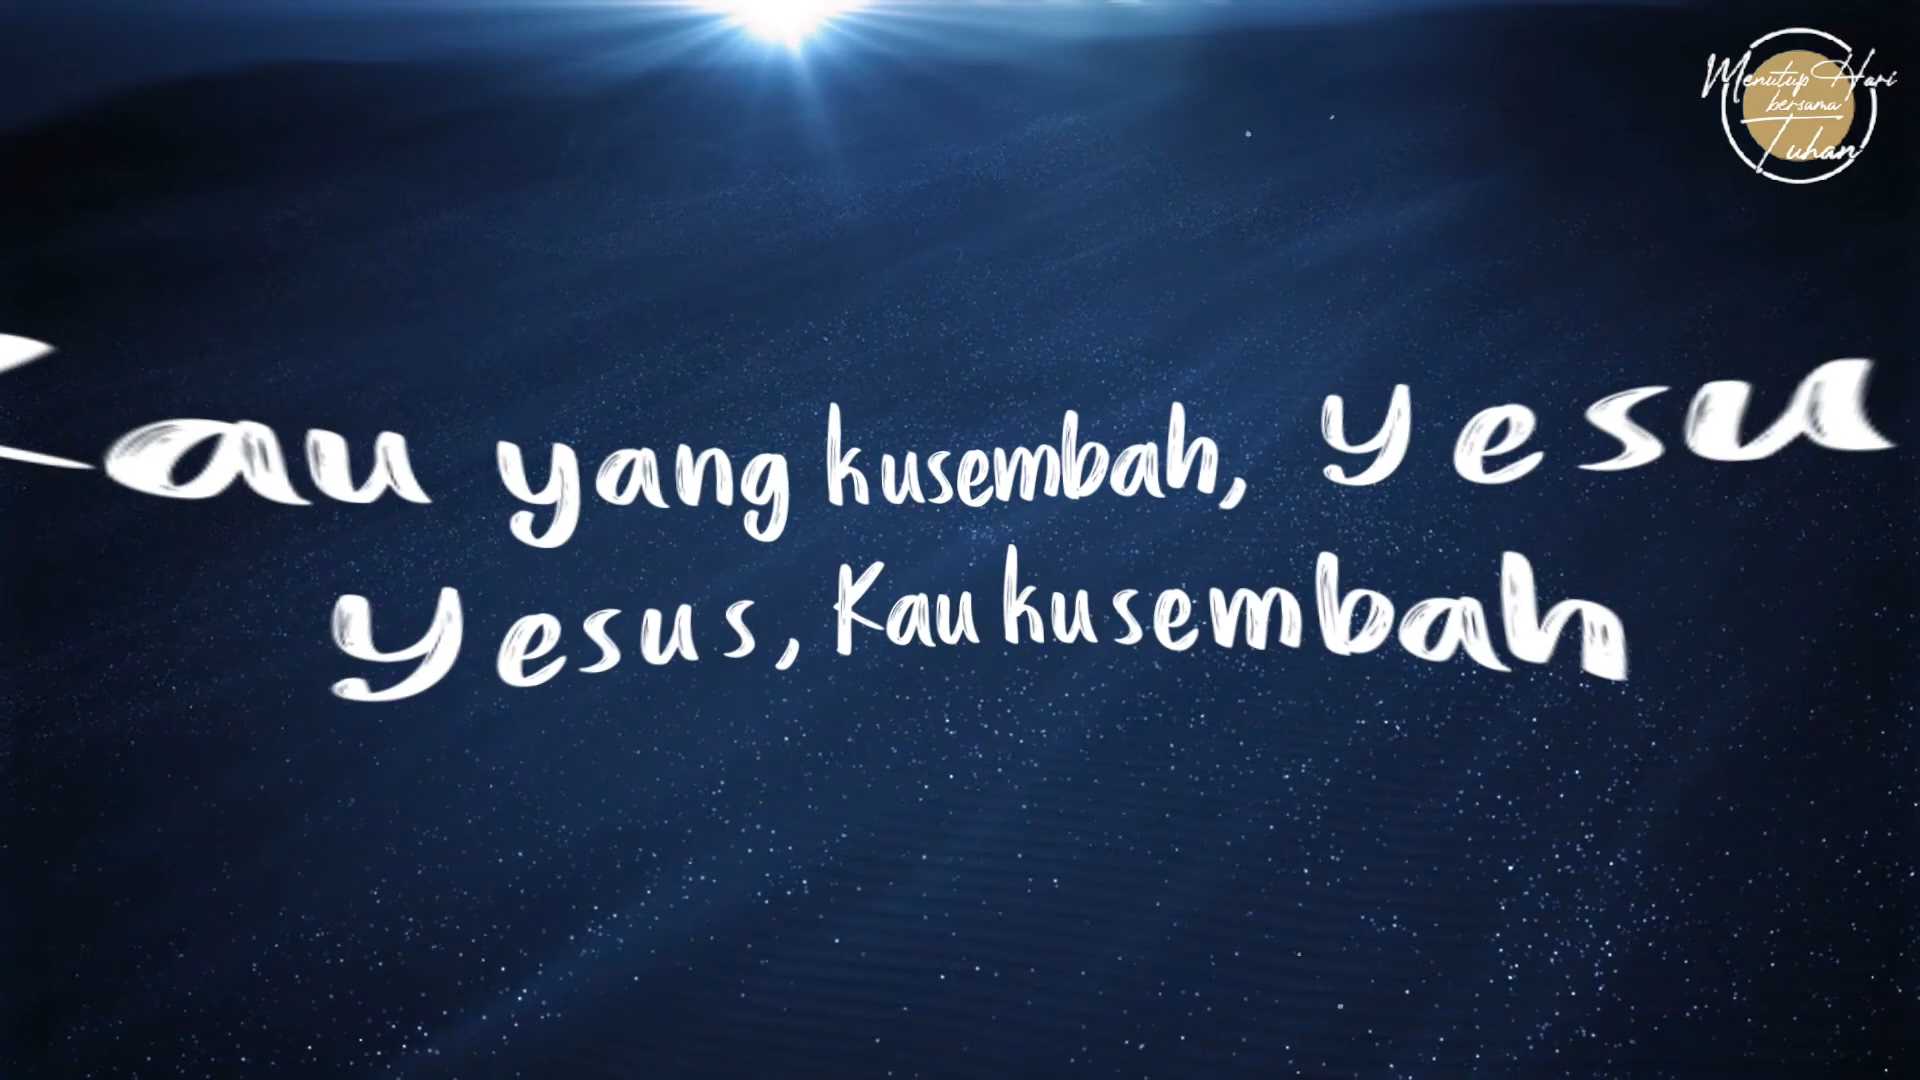 Kau yang kusembah, Yesu
Yesus, Kau kusembah
Menutup Hari
bersama
Tuhan